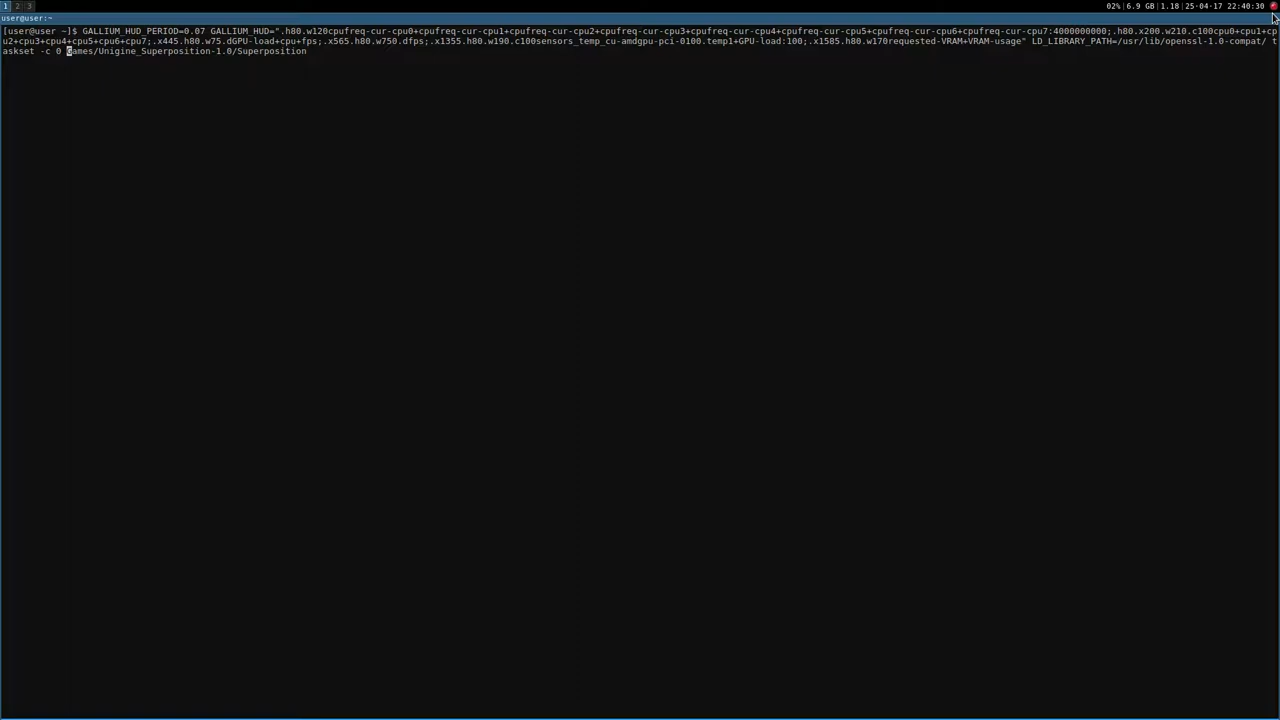 1 2 3
02%|6.9 GB|1.18|25-04-17 22:40:30
user@user:~
[user@user ~]$ GALLIUM_HUD_PERIOD=0.07 GALLIUM_HUD=".h80.w120cpufreq-cur-cpu0+cpufreq-cur-cpu1+cpufreq-cur-cpu2+cpufreq-cur-cpu3+cpufreq-cur-cpu4+cpufreq-cur-cpu5+cpufreq-cur-cpu6+cpufreq-cur-cpu7:4000000000;.h80.x200.w210.c100cpu0+cpu1+cp
u2+cpu3+cpu4+cpu5+cpu6+cpu7;.x445.h80.w75.dGPU-load+cpu+fps;.x565.h80.w750.dfps;.x1355.h80.w190.c100sensors_temp_cu-amdgpu-pci-0100.temp1+GPU-load:100;.x1585.h80.w170requested-VRAM+VRAM-usage" LD_LIBRARY_PATH=/usr/lib/openssl-1.0-compat/ t
askset -c 0 Games/Unigine_Superposition-1.0/Superposition